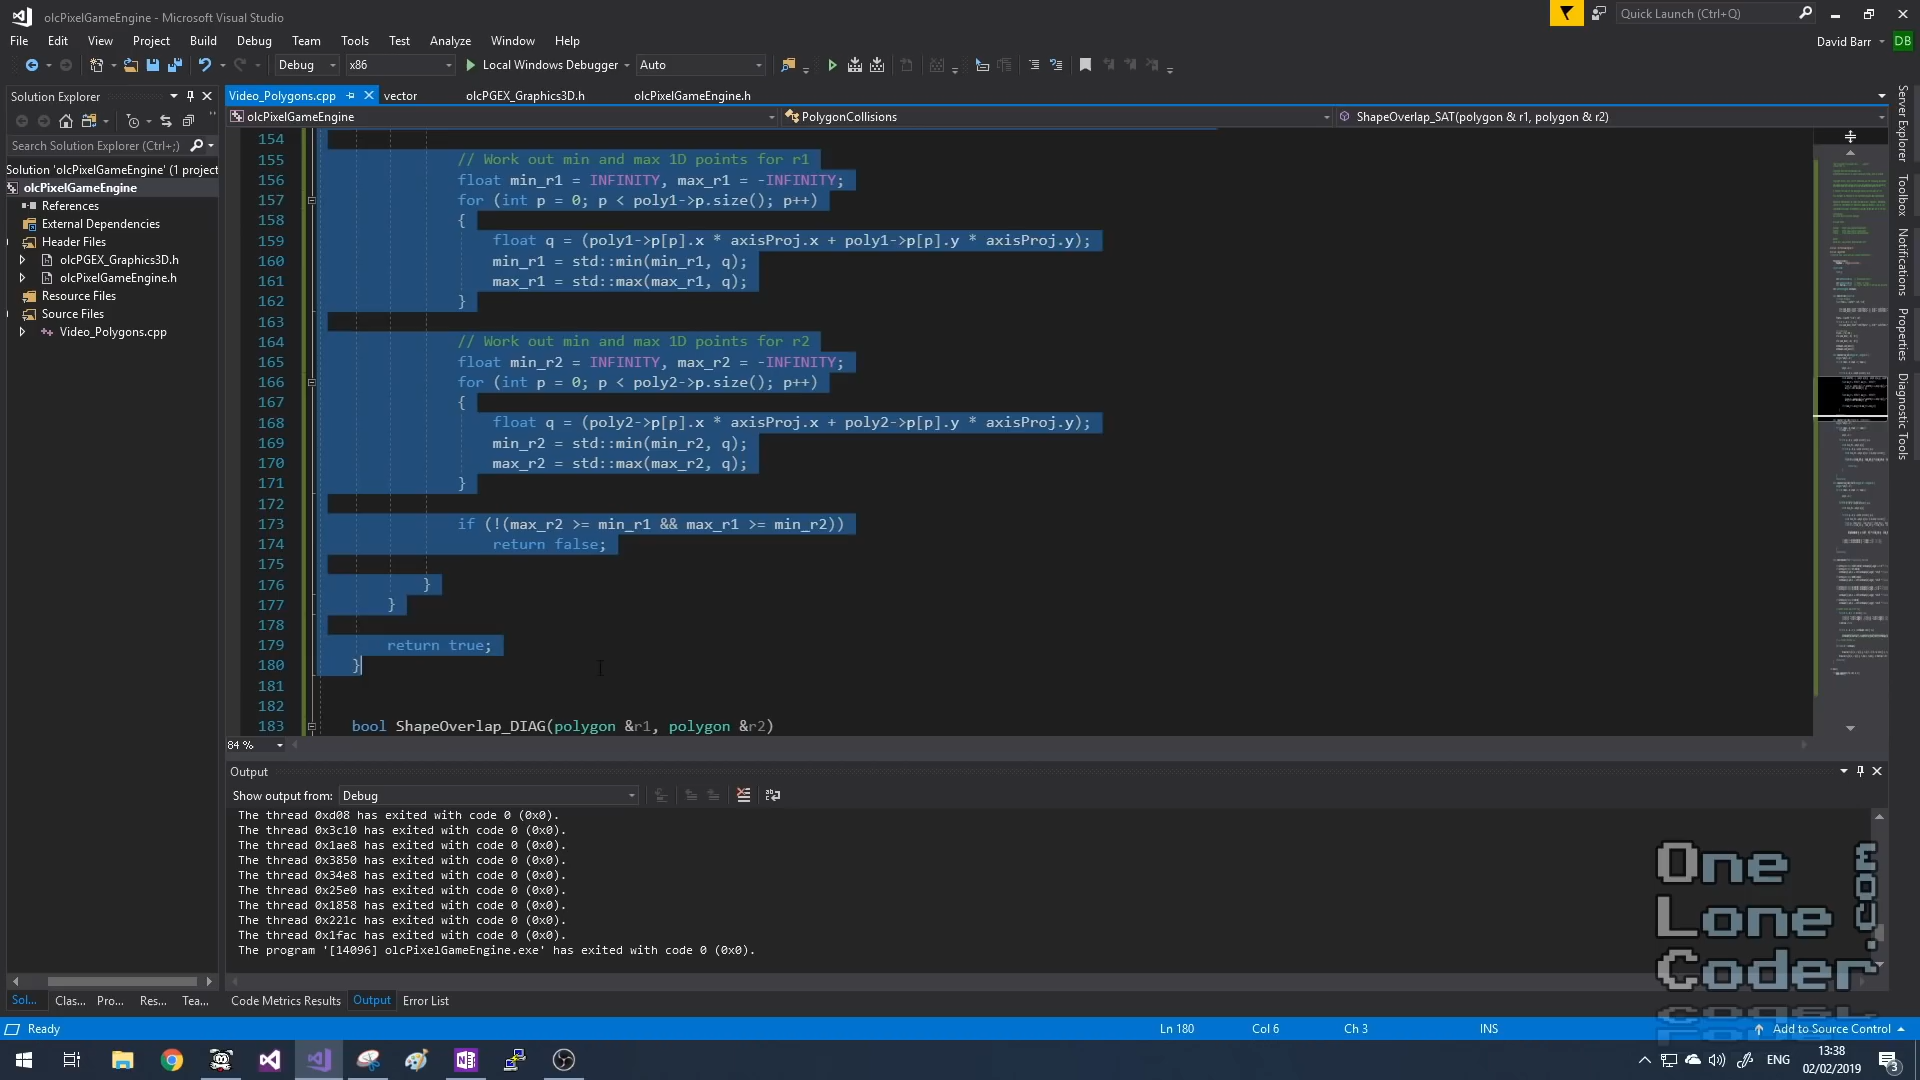 olcPixelGameEngine - Microsoft Visual Studio
Quick Launch (Ctrl+Q)
File Edit View Project Build Debug Team Tools Test Analyze Window Help
David Barr DB
Debug x86 Local Windows Debugger Auto
Solution Explorer
Video_Polygons.cpp vector olcPGEX_Graphics3D.h olcPixelGameEngine.h
olcPixelGameEngine PolygonCollisions ShapeOverlap_SAT(polygon & r1, polygon & r2)
Search Solution Explorer (Ctrl+;)
Solution 'olcPixelGameEngine' (1 project
olcPixelGameEngine
References
External Dependencies
Header Files
olcPGEX_Graphics3D.h
olcPixelGameEngine.h
Resource Files
Source Files
Video_Polygons.cpp
154
155 // Work out min and max 1D points for r1
156 float min_r1 = INFINITY, max_r1 = -INFINITY;
157 for (int p = 0; p < poly1->p.size(); p++)
158 {
159 float q = (poly1->p[p].x * axisProj.x + poly1->p[p].y * axisProj.y);
160 min_r1 = std::min(min_r1, q);
161 max_r1 = std::max(max_r1, q);
162 }
163
164 // Work out min and max 1D points for r2
165 float min_r2 = INFINITY, max_r2 = -INFINITY;
166 for (int p = 0; p < poly2->p.size(); p++)
167 {
168 float q = (poly2->p[p].x * axisProj.x + poly2->p[p].y * axisProj.y);
169 min_r2 = std::min(min_r2, q);
170 max_r2 = std::max(max_r2, q);
171 }
172
173 if (!(max_r2 >= min_r1 && max_r1 >= min_r2))
174 return false;
175
176 }
177 }
178
179 return true;
180 }
181
182
183 bool ShapeOverlap_DIAG(polygon &r1, polygon &r2)
84 %
Server Explorer
Toolbox
Notifications
Properties
Diagnostic Tools
Output
Show output from: Debug
The thread 0xd08 has exited with code 0 (0x0).
The thread 0x3c10 has exited with code 0 (0x0).
The thread 0x1ae8 has exited with code 0 (0x0).
The thread 0x3850 has exited with code 0 (0x0).
The thread 0x34e8 has exited with code 0 (0x0).
The thread 0x25e0 has exited with code 0 (0x0).
The thread 0x1858 has exited with code 0 (0x0).
The thread 0x221c has exited with code 0 (0x0).
The thread 0x1fac has exited with code 0 (0x0).
The program '[14096] olcPixelGameEngine.exe' has exited with code 0 (0x0).
One
Lone
Coder
Sol... Clas... Pro... Res... Tea... Code Metrics Results Output Error List
Ready Ln 180 Col 6 Ch 3 INS Add to Source Control
ENG 13:38
02/02/2019
3